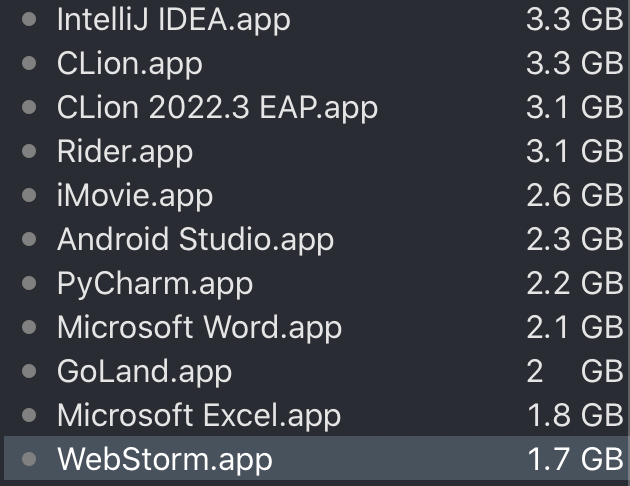 IntelliJ IDEA.app 3.3 GB
CLion.app 3.3 GB
CLion 2022.3 EAP.app 3.1 GB
Rider.app 3.1 GB
iMovie.app 2.6 GB
Android Studio.app 2.3 GB
PyCharm.app 2.2 GB
Microsoft Word.app 2.1 GB
GoLand.app 2 GB
Microsoft Excel.app 1.8 GB
WebStorm.app 1.7 GB